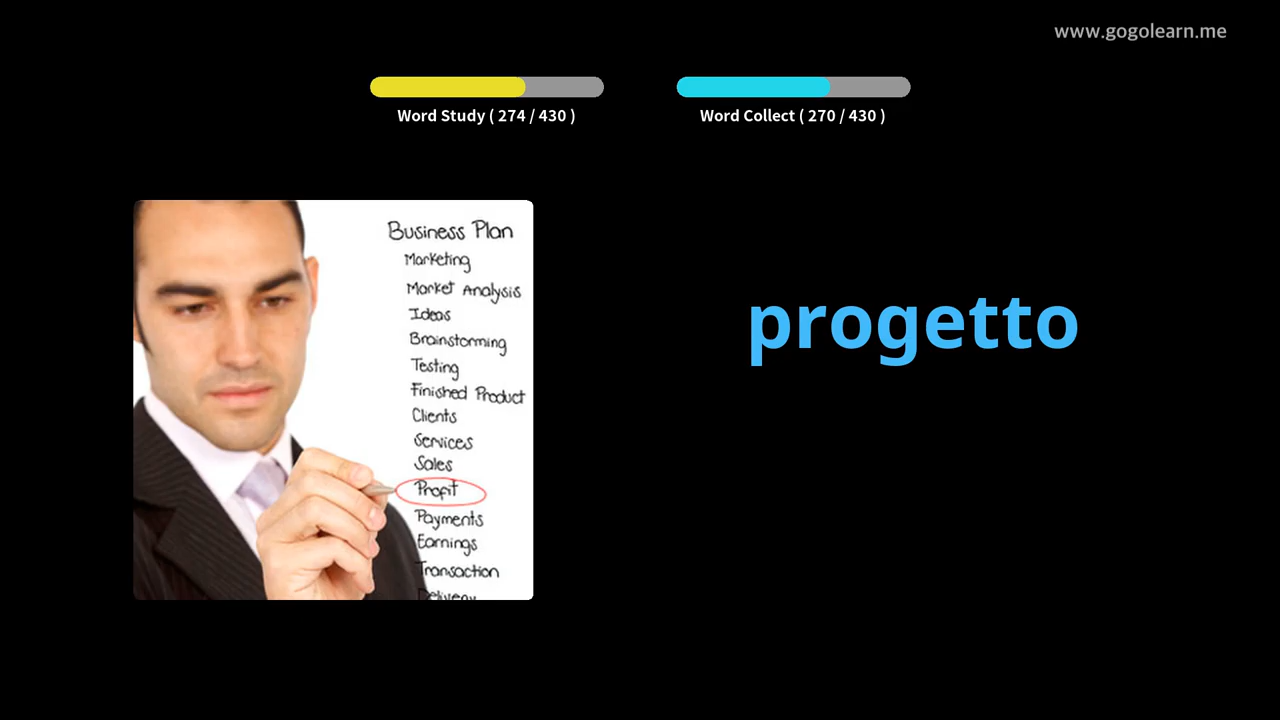 www.gogolearn.me
Word Study ( 274 / 430 )
Word Collect ( 270 / 430 )
Business Plan
Marketing
Market Analysis
Ideas
Brainstorming
Testing
Finished Product
Clients
Services
Sales
Profit
Payments
Earnings
Transaction
Delivery
progetto